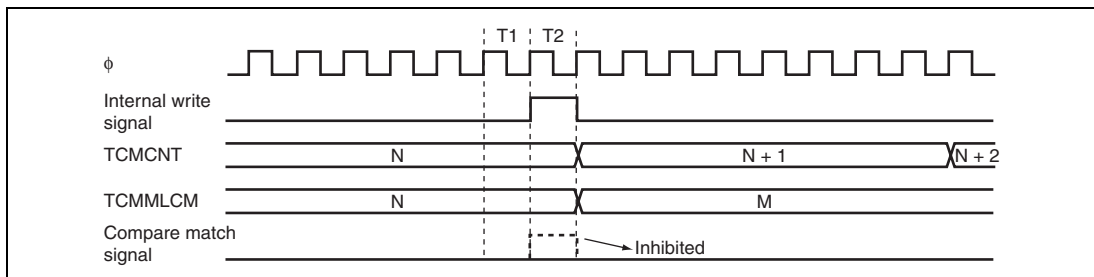 T1 T2
ϕ
Internal write
signal
TCMCNT N N + 1 N + 2
TCMMLCM N M
Compare match
signal
Inhibited